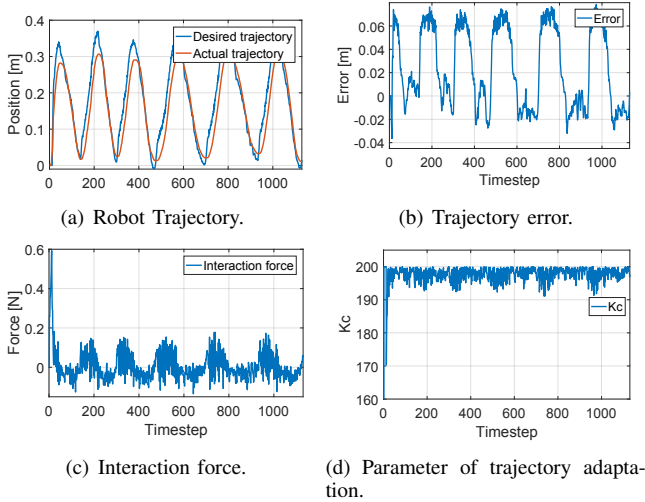 0.4
0.3
0.2
0.1
0
Position [m]
Desired trajectory
Actual trajectory
0 200 400 600 800 1000
Timestep
(a) Robot Trajectory.
0.06
0.04
0.02
0
-0.02
-0.04
Error [m]
Error
0 200 400 600 800 1000
Timestep
(b) Trajectory error.
0.6
0.4
0.2
0
Force [N]
Interaction force
0 200 400 600 800 1000
Timestep
(c) Interaction force.
200
190
180
170
160
Kc
Kc
0 200 400 600 800 1000
Timestep
(d) Parameter of trajectory adapta-
tion.